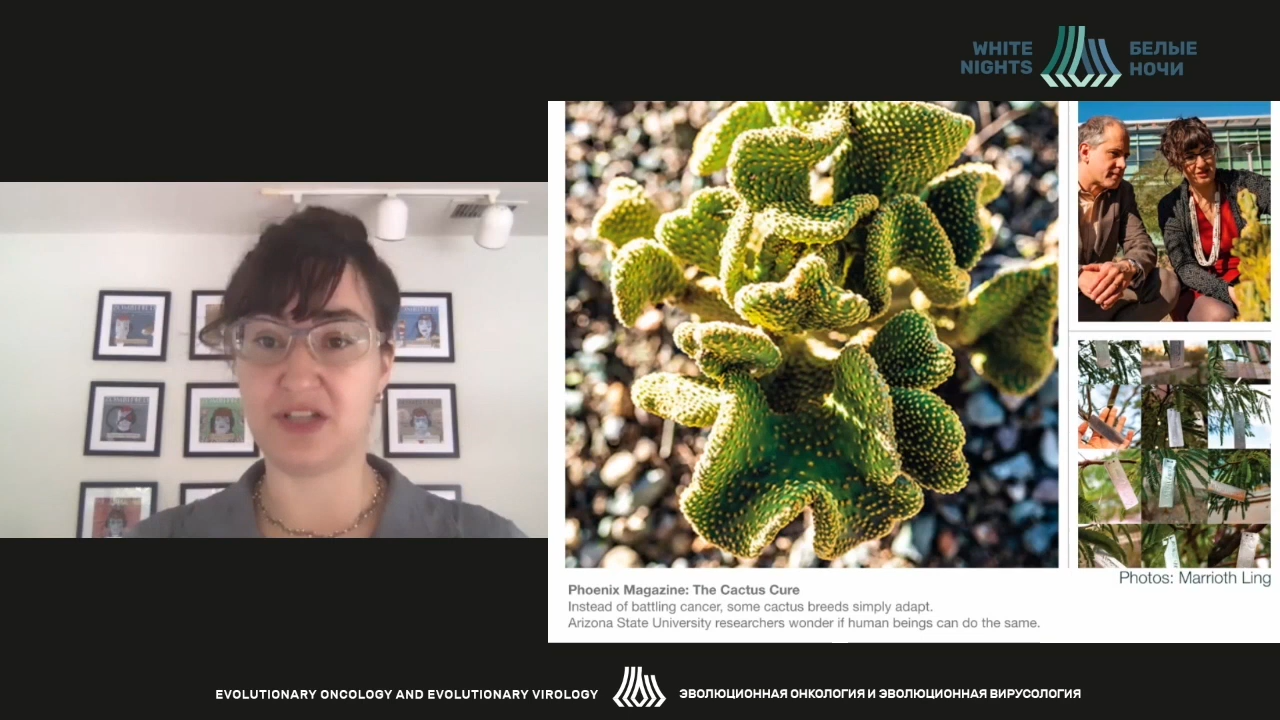 WHITE
NIGHTS
БЕЛЫЕ
НОЧИ
Photos: Marrioth Ling
Phoenix Magazine: The Cactus Cure
Instead of battling cancer, some cactus breeds simply adapt.
Arizona State University researchers wonder if human beings can do the same.
EVOLUTIONARY ONCOLOGY AND EVOLUTIONARY VIROLOGY
ЭВОЛЮЦИОННАЯ ОНКОЛОГИЯ И ЭВОЛЮЦИОННАЯ ВИРУСОЛОГИЯ